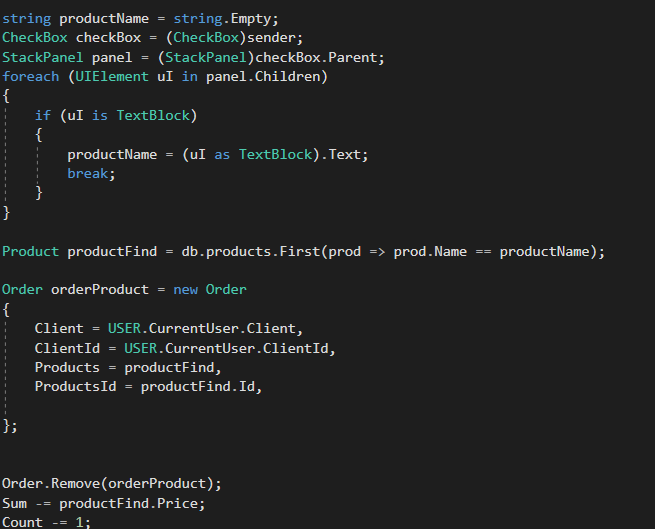 string productName = string.Empty;
CheckBox checkBox = (CheckBox)sender;
StackPanel panel = (StackPanel)checkBox.Parent;
foreach (UIElement uI in panel.Children)
{
if (uI is TextBlock)
{
productName = (uI as TextBlock).Text;
break;
}
}
Product productFind = db.products.First(prod => prod.Name == productName);
Order orderProduct = new Order
{
Client = USER.CurrentUser.Client,
ClientId = USER.CurrentUser.ClientId,
Products = productFind,
ProductsId = productFind.Id,
};
Order.Remove(orderProduct);
Sum -= productFind.Price;
Count -= 1;